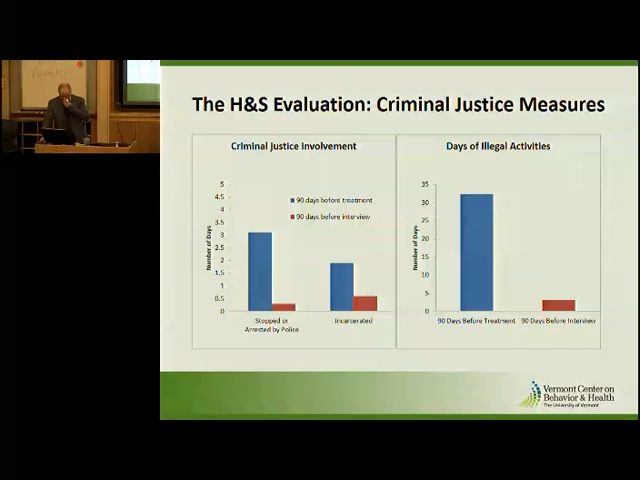 The H&S Evaluation: Criminal Justice Measures
Criminal Justice Involvement
5
4.5
4
3.5
3
2.5
2
1.5
1
0.5
0
Number of Days
90 days before treatment
90 days before interview
Stopped or
Arrested by Police
Incarcerated
Days of Illegal Activities
35
30
25
20
15
10
5
0
Number of Days
90 Days Before Treatment
90 Days Before Interview
Vermont Center on
Behavior & Health
The University of Vermont